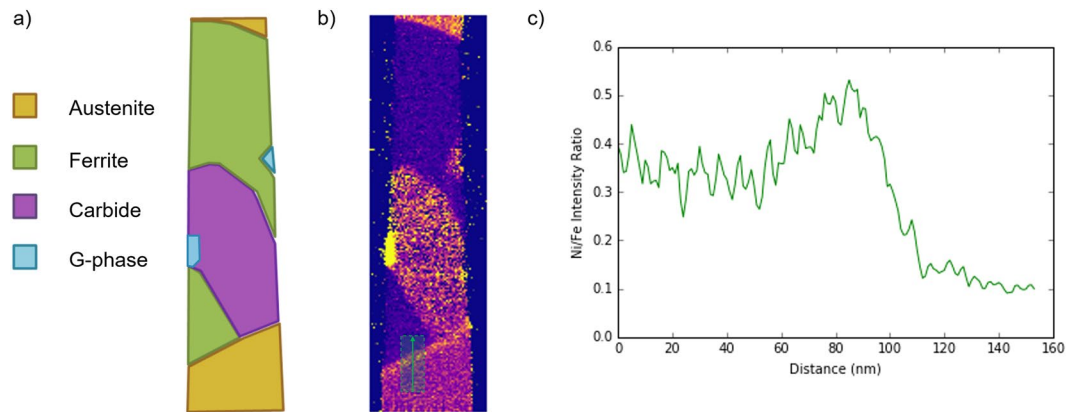 a)
Austenite
Ferrite
Carbide
G-phase
b)
c)
0.6
0.5
0.4
0.3
0.2
0.1
0.0
Ni/Fe Intensity Ratio
0 20 40 60 80 100 120 140 160
Distance (nm)